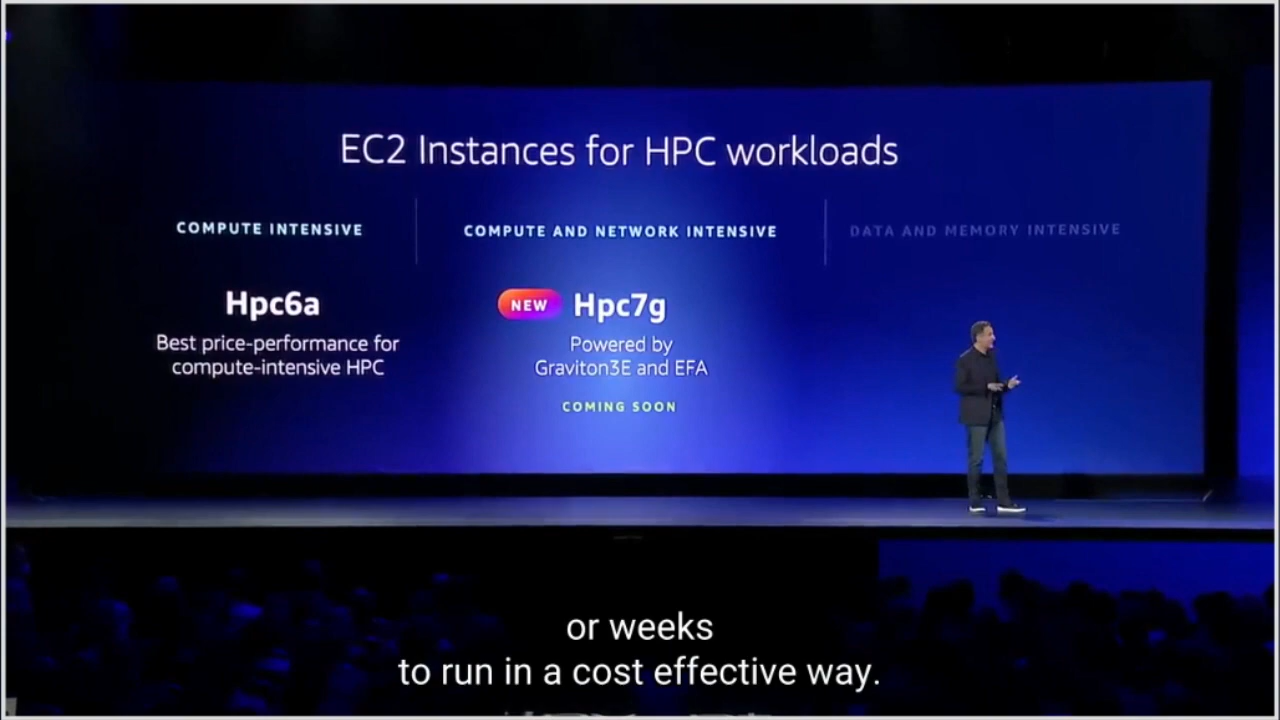 EC2 Instances for HPC workloads
COMPUTE INTENSIVE
Hpc6a
Best price-performance for
compute-intensive HPC
COMPUTE AND NETWORK INTENSIVE
NEW Hpc7g
Powered by
Graviton3E and EFA
COMING SOON
DATA AND MEMORY INTENSIVE
or weeks
to run in a cost effective way.